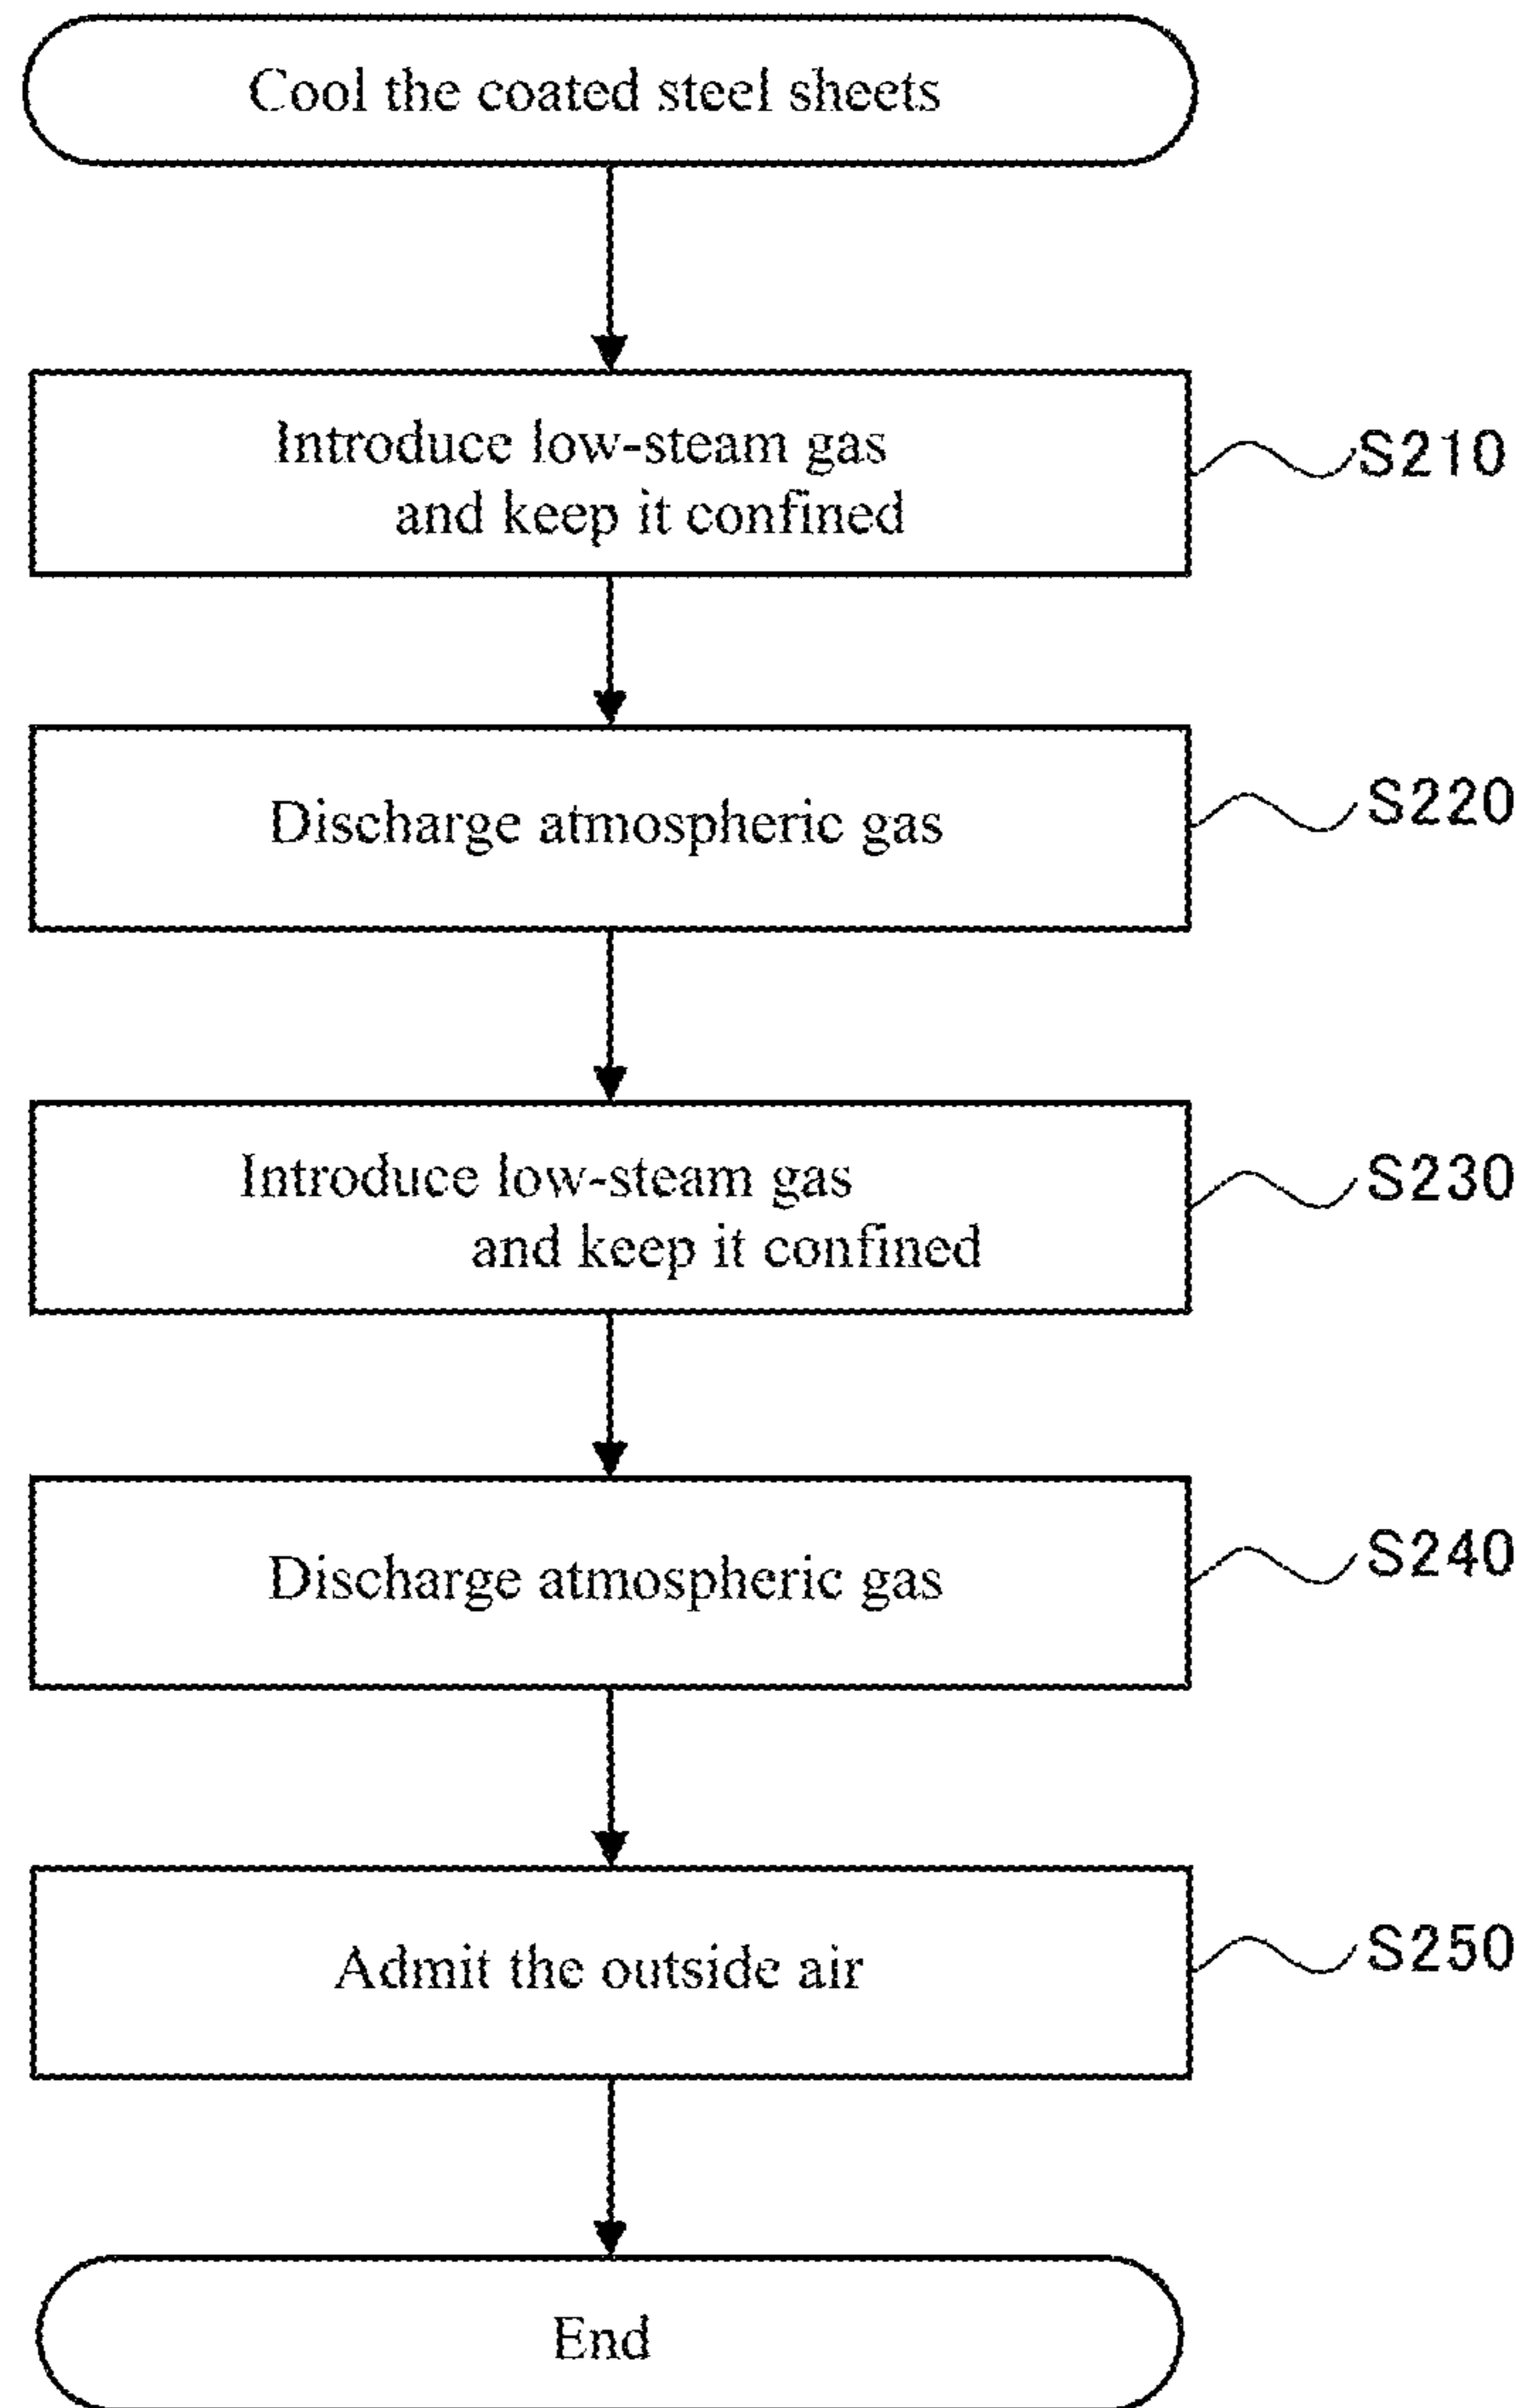 Cool the coated steel sheets
Introduce low-steam gas
and keep it confined
S210
Discharge atmospheric gas
S220
Introduce low-steam gas
and keep it confined
S230
Discharge atmospheric gas
S240
Admit the outside air
S250
End